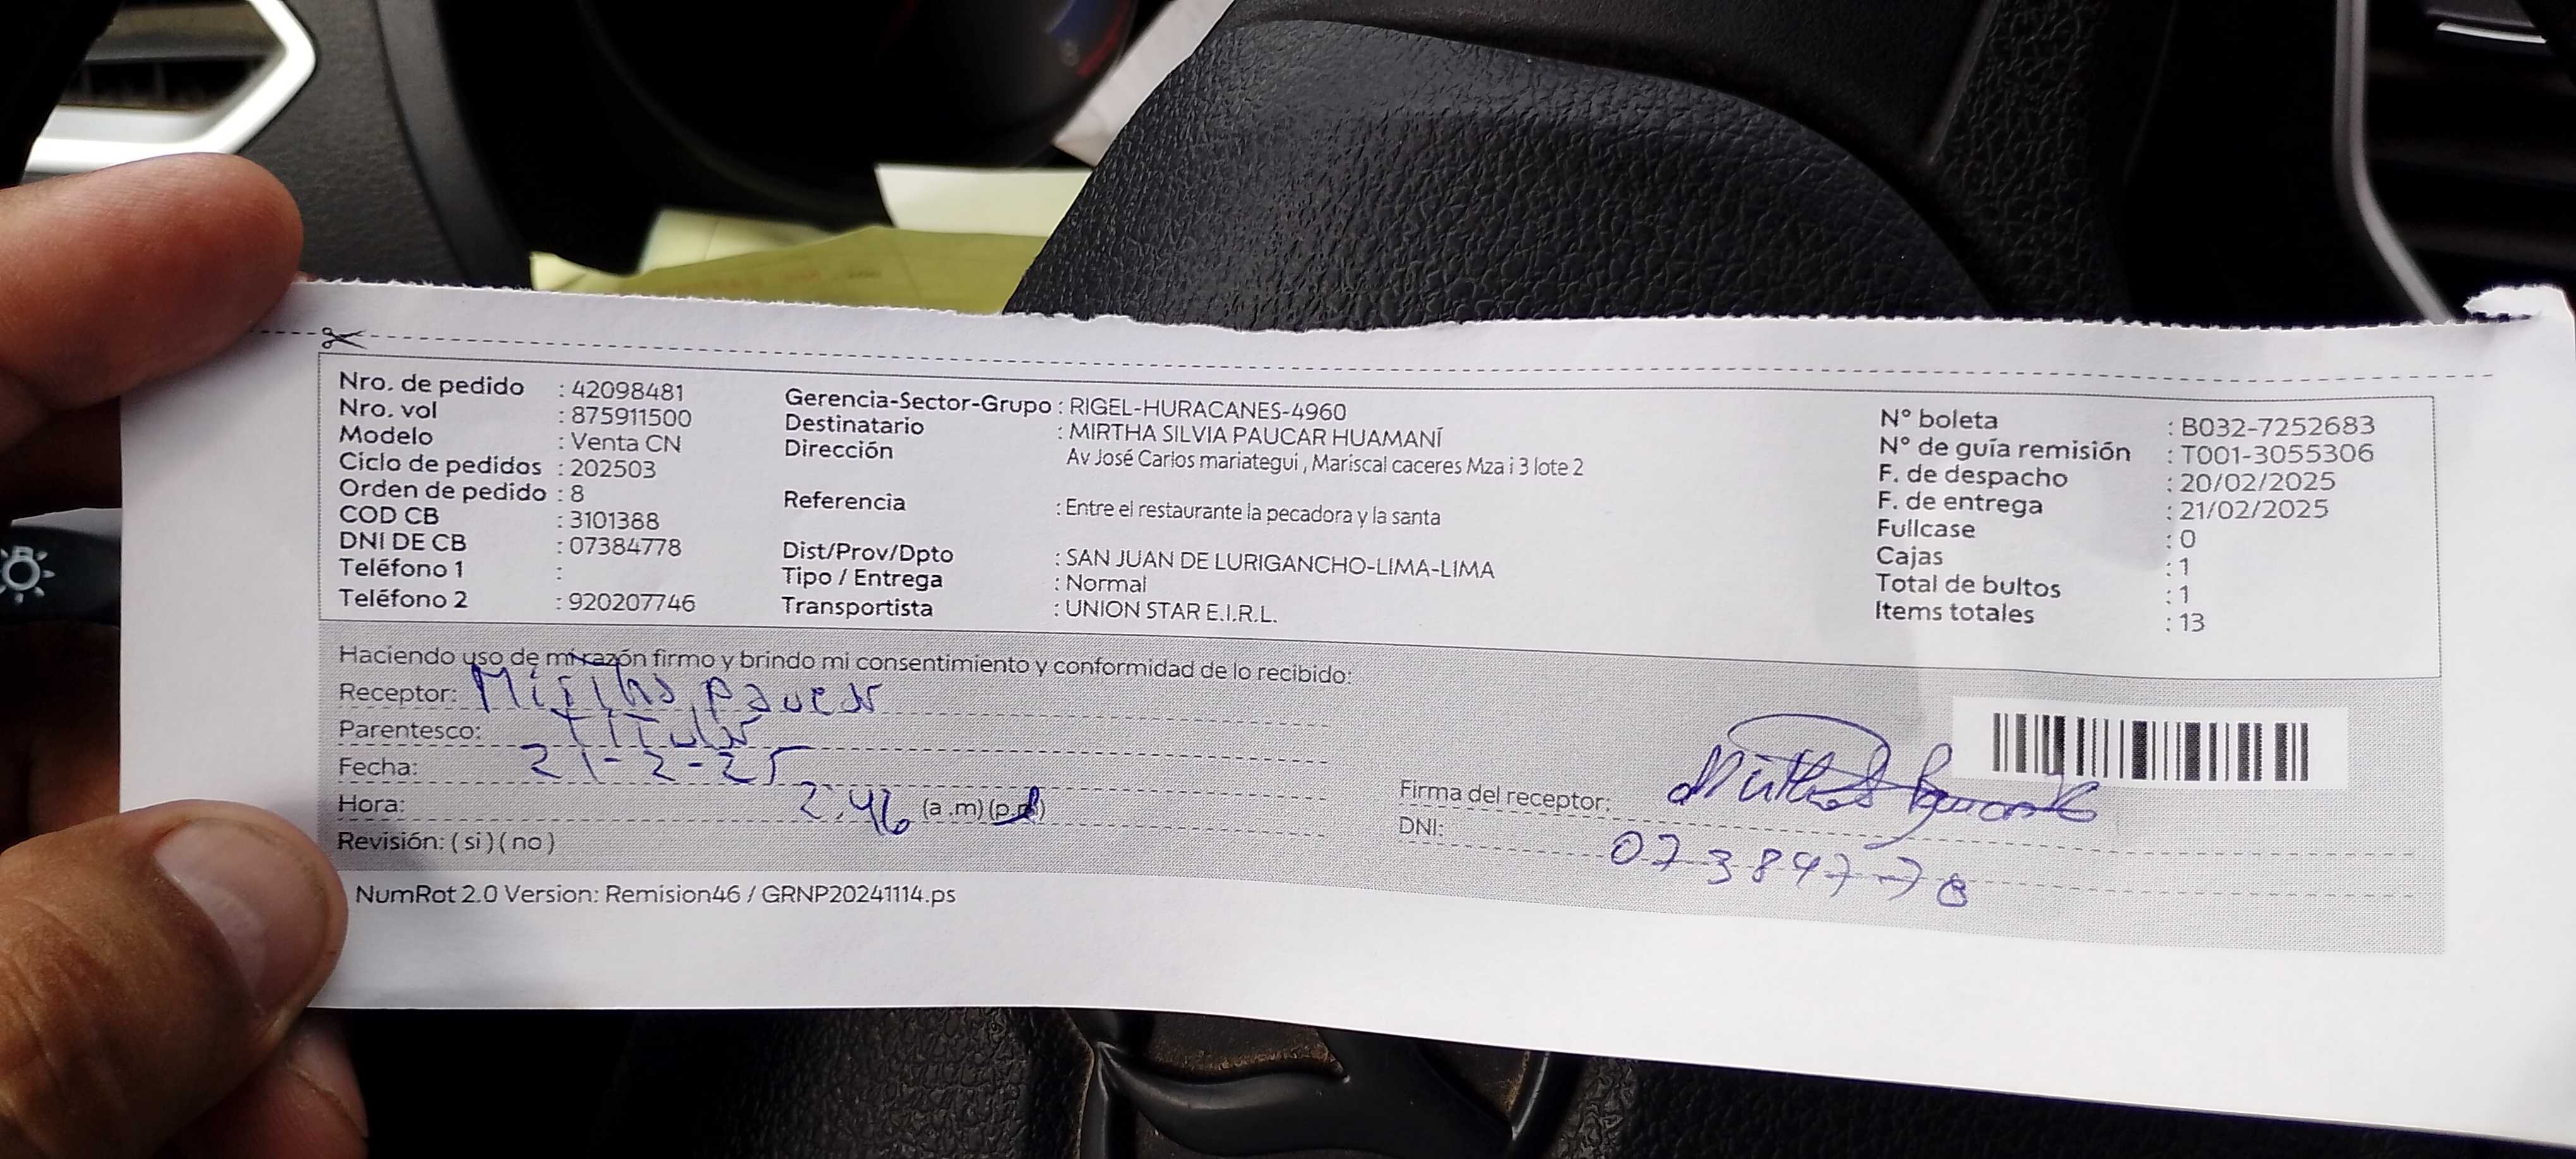 Nro. de pedido : 42098481
Nro. vol : 875911500
Modelo : Venta CN
Ciclo de pedidos : 202503
Orden de pedido : 8
COD CB : 3101388
DNI DE CB : 07384778
Teléfono 1 :
Teléfono 2 : 920207746
Gerencia-Sector-Grupo : RIGEL-HURACANES-4960
Destinatario : MIRTHA SILVIA PAUCAR HUAMANÍ
Dirección Av José Carlos mariategui , Mariscal caceres Mza i 3 lote 2
Referencia : Entre el restaurante la pecadora y la santa
Dist/Prov/Dpto : SAN JUAN DE LURIGANCHO-LIMA-LIMA
Tipo / Entrega : Normal
Transportista : UNION STAR E.I.R.L.
N° boleta : B032-7252683
N° de guía remisión : T001-3055306
F. de despacho : 20/02/2025
F. de entrega : 21/02/2025
Fullcase : 0
Cajas : 1
Total de bultos : 1
Items totales : 13
Haciendo uso de mi razón firmo y brindo mi consentimiento y conformidad de lo recibido:
Receptor: Mirtha paucar
Parentesco: TITular
Fecha: 21-2-25
Hora: 2:46 (a .m) (p.m)
Revisión: ( si ) ( no )
Firma del receptor: Mirtha
DNI: 07384778
NumRot 2.0 Version: Remision46 / GRNP20241114.ps